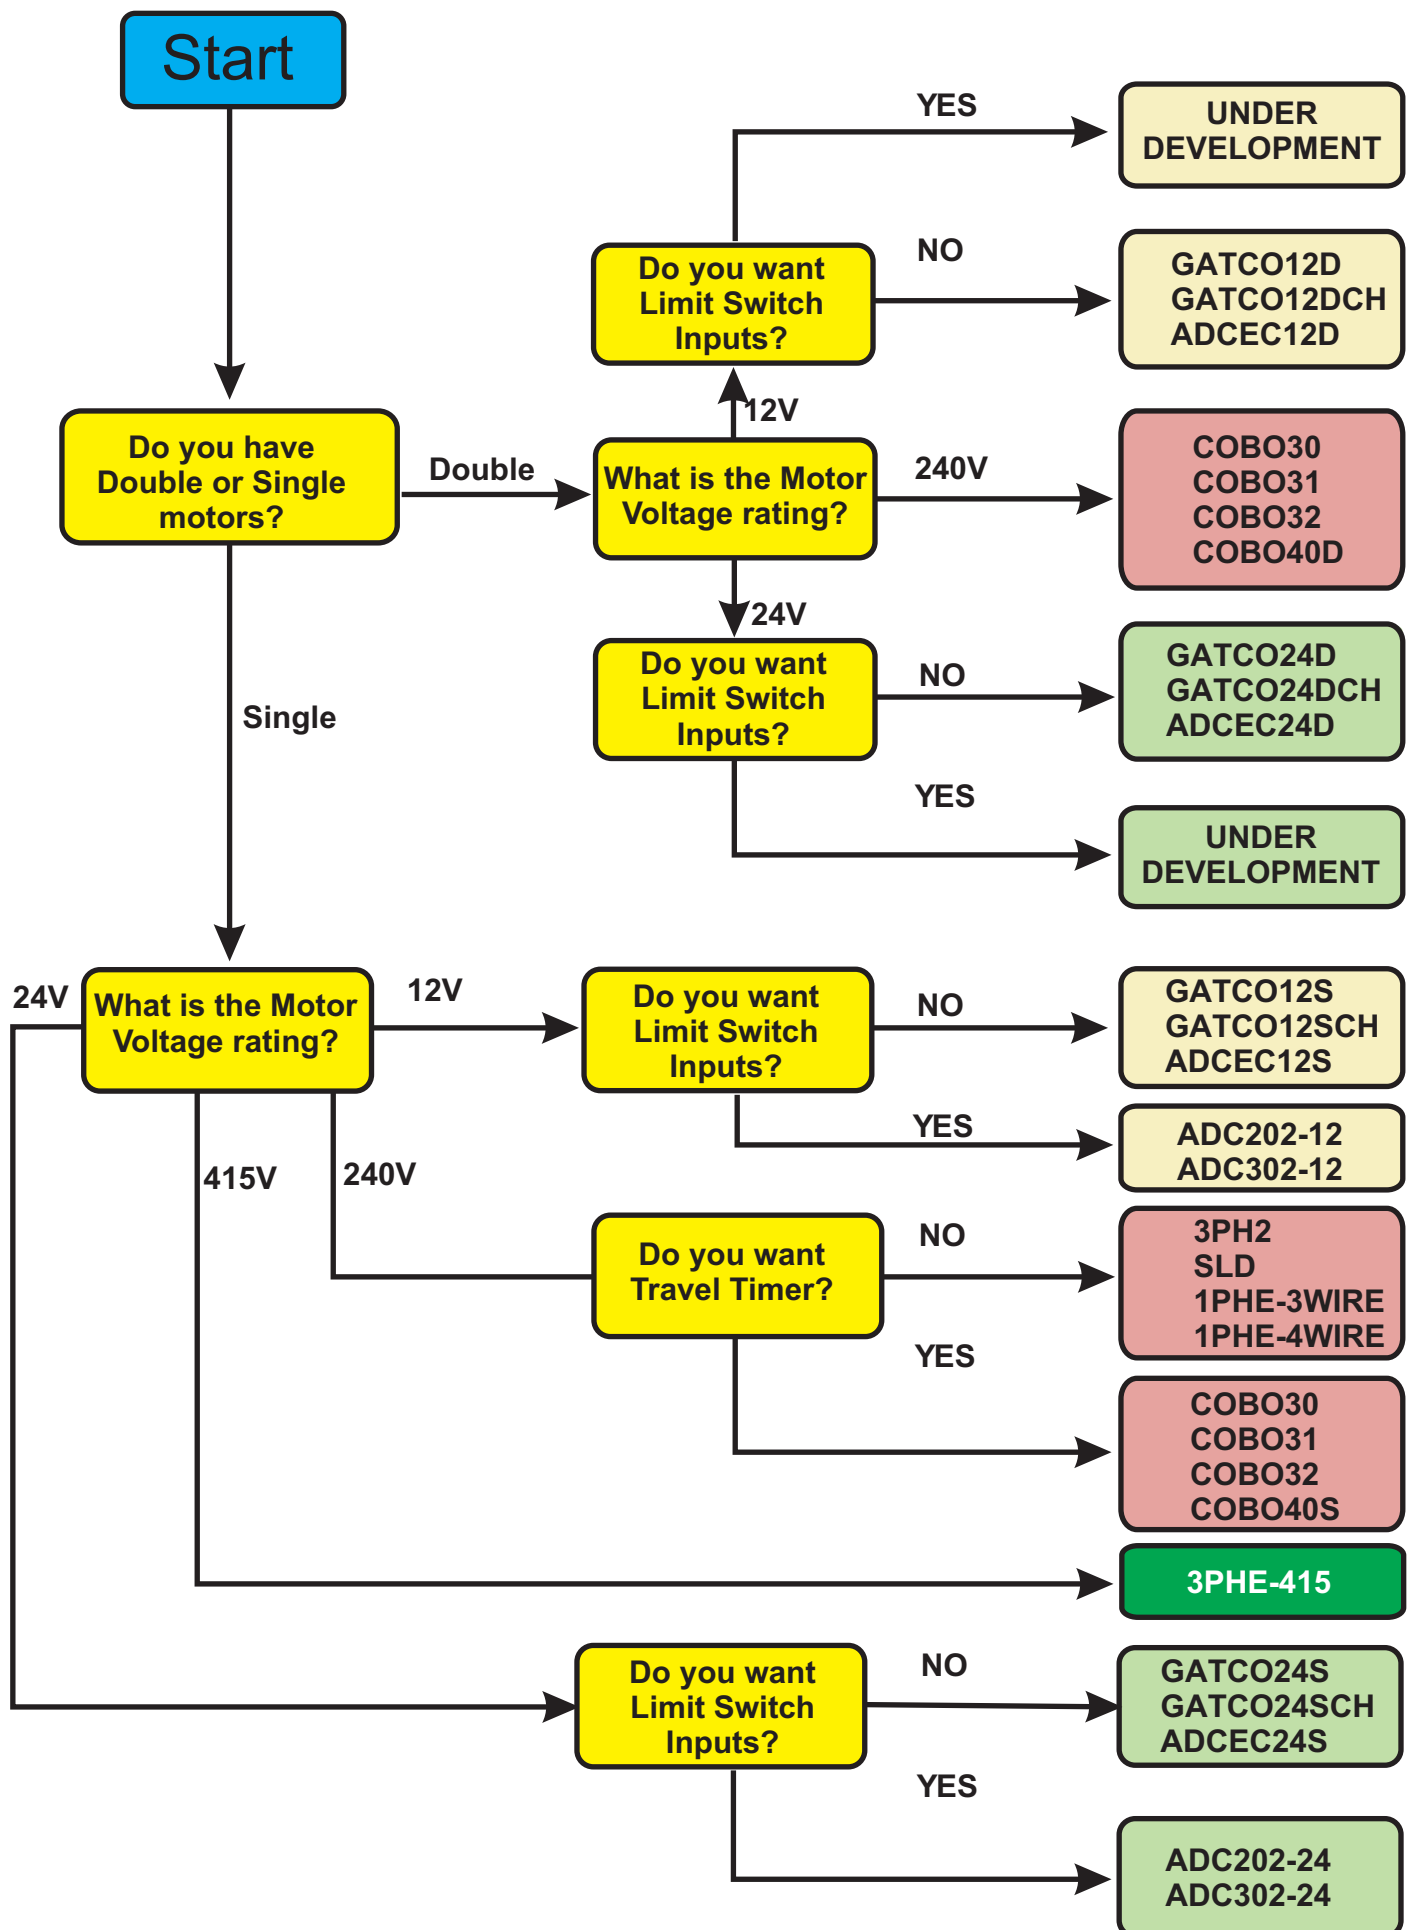 Start
YES
UNDER
DEVELOPMENT
Do you want
Limit Switch
Inputs?
NO
GATCO12D
GATCO12DCH
ADCEC12D
12V
Do you have
Double or Single
motors?
Double
What is the Motor
Voltage rating?
240V
COBO30
COBO31
COBO32
COBO40D
24V
Do you want
Limit Switch
Inputs?
NO
GATCO24D
GATCO24DCH
ADCEC24D
Single
YES
UNDER
DEVELOPMENT
24V
What is the Motor
Voltage rating?
12V
Do you want
Limit Switch
Inputs?
NO
GATCO12S
GATCO12SCH
ADCEC12S
YES
ADC202-12
ADC302-12
415V
240V
Do you want
Travel Timer?
NO
3PH2
SLD
1PHE-3WIRE
1PHE-4WIRE
YES
COBO30
COBO31
COBO32
COBO40S
3PHE-415
Do you want
Limit Switch
Inputs?
NO
GATCO24S
GATCO24SCH
ADCEC24S
YES
ADC202-24
ADC302-24